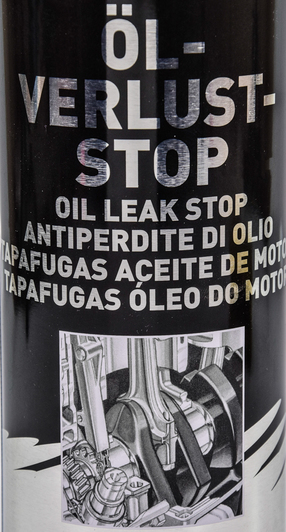 ÖL-
VERLUST-
STOP
OIL LEAK STOP
ANTIPERDITE DI OLIO
TAPAFUGAS ACEITE DE MOTO
TAPAFUGAS ÓLEO DO MOTOR